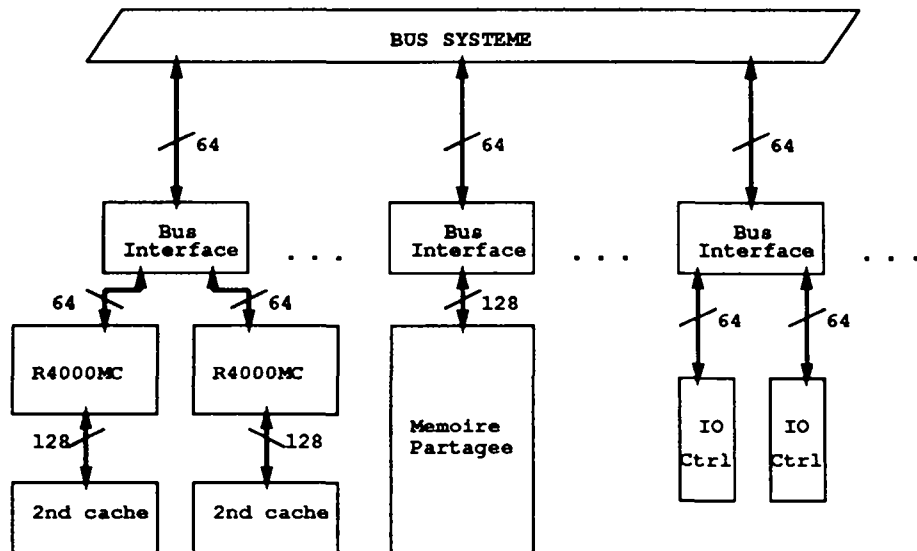 BUS SYSTEME
64
64
64
Bus
Interface
. . .
Bus
Interface
. . .
Bus
Interface
. . .
64
64
128
64
64
R4000MC
R4000MC
128
128
Memoire
Partagee
IO
Ctrl
IO
Ctrl
2nd cache
2nd cache